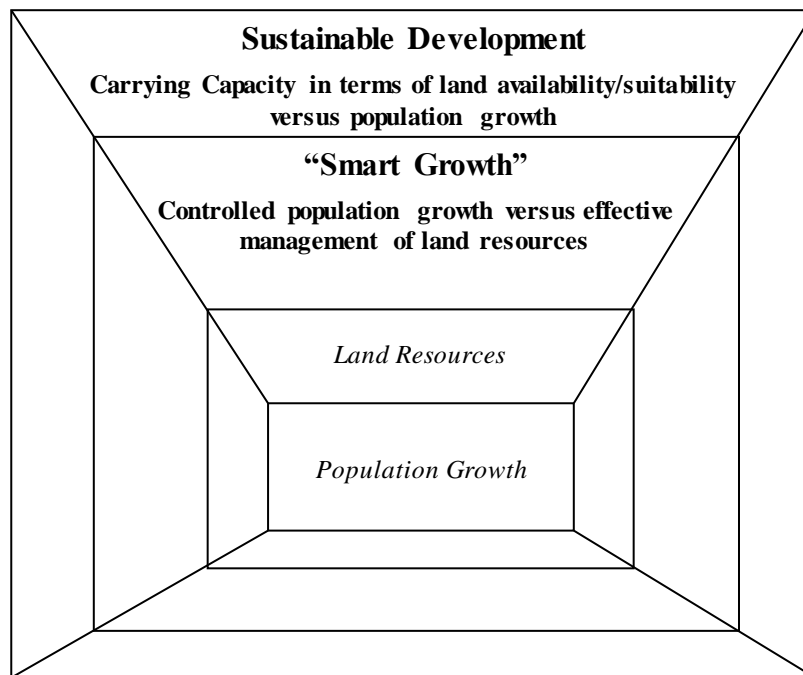 Sustainable Development
Carrying Capacity in terms of land availability/suitability
versus population growth
“Smart Growth”
Controlled population growth versus effective
management of land resources
Land Resources
Population Growth